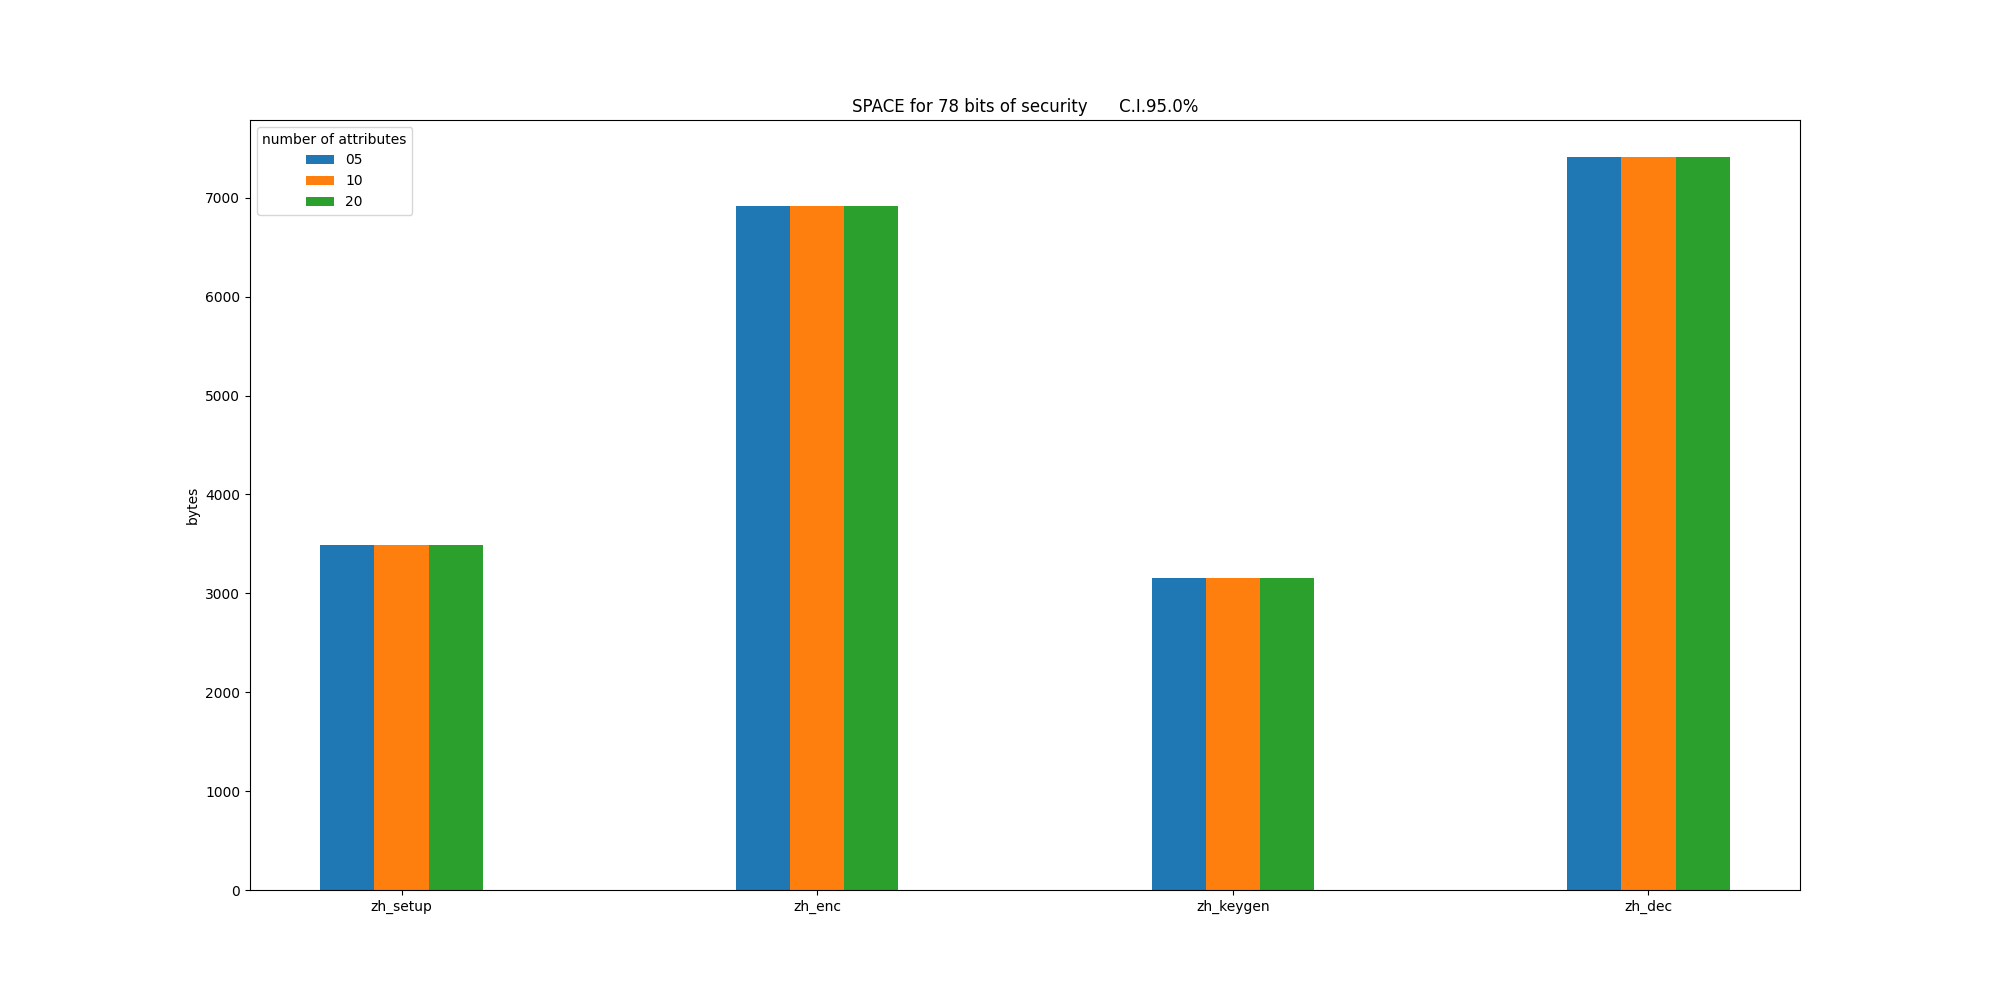 SPACE for 78 bits of security      C.I.95.0%
number of attributes
05
10
20
7000
6000
5000
4000
3000
2000
1000
0
bytes
zh_setup
zh_enc
zh_keygen
zh_dec